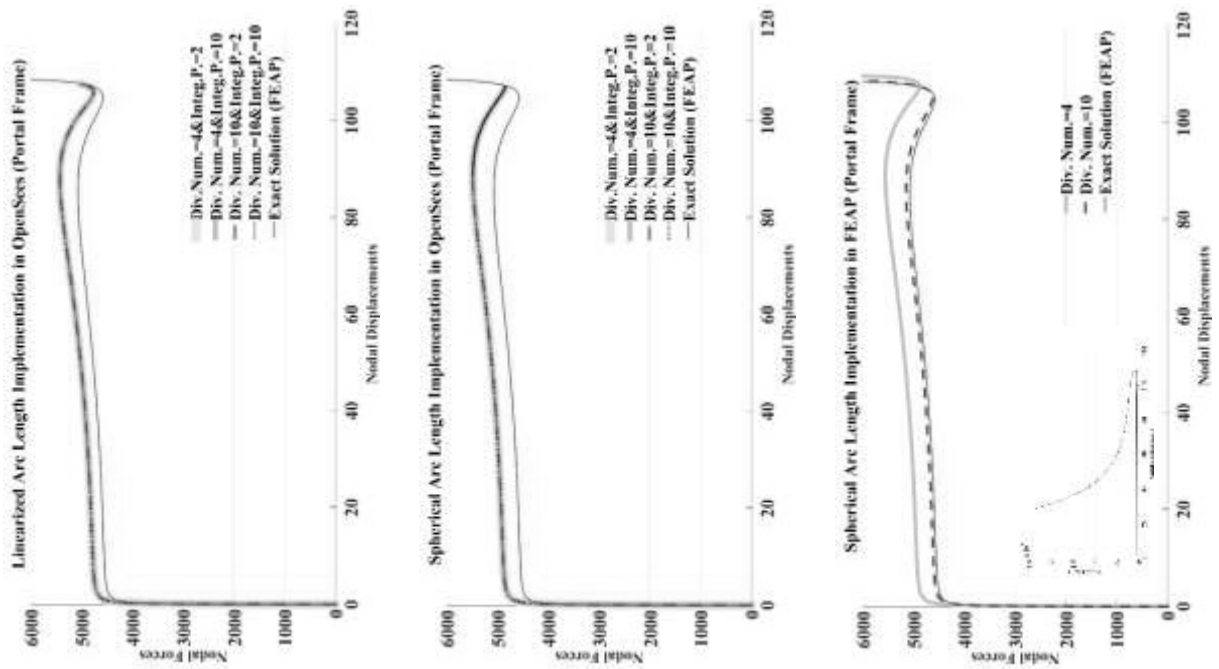 Linearized Arc Length Implementation in OpenSees (Portal Frame)
6000
5000
4000
3000
2000
1000
0
Nodal Forces
Div.Num.=4&Integ.P.=2
Div. Num.=4&Integ.P.=10
Div. Num.=10&Integ.P.=2
Div. Num.=10&Integ.P.=10
Exact Solution (FEAP)
0
20
40
60
80
100
120
Nodal Displacements
Spherical Arc Length Implementation in OpenSees (Portal Frame)
6000
5000
4000
3000
2000
1000
0
Nodal Forces
Div.Num.=4&Integ.P.=2
Div. Num.=4&Integ.P.=10
Div. Num.=10&Integ.P.=2
Div. Num.=10&Integ.P.=10
Exact Solution (FEAP)
0
20
40
60
80
100
120
Nodal Displacements
Spherical Arc Length Implementation in FEAP (Portal Frame)
6000
5000
4000
3000
2000
1000
0
Nodal Forces
Div. Num.=4
Div. Num.=10
Exact Solution (FEAP)
0
20
40
60
80
100
120
Nodal Displacements